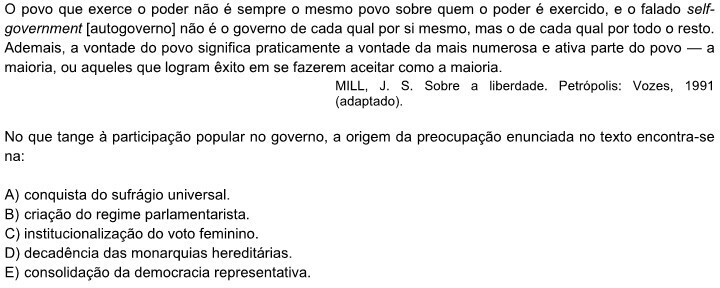 O povo que exerce o poder não é sempre o mesmo povo sobre quem o poder é exercido, e o falado self-
government [autogoverno] não é o governo de cada qual por si mesmo, mas o de cada qual por todo o resto.
Ademais, a vontade do povo significa praticamente a vontade da mais numerosa e ativa parte do povo — a
maioria, ou aqueles que logram êxito em se fazerem aceitar como a maioria.
MILL, J. S. Sobre a liberdade. Petrópolis: Vozes, 1991
(adaptado).
No que tange à participação popular no governo, a origem da preocupação enunciada no texto encontra-se
na:
A) conquista do sufrágio universal.
B) criação do regime parlamentarista.
C) institucionalização do voto feminino.
D) decadência das monarquias hereditárias.
E) consolidação da democracia representativa.